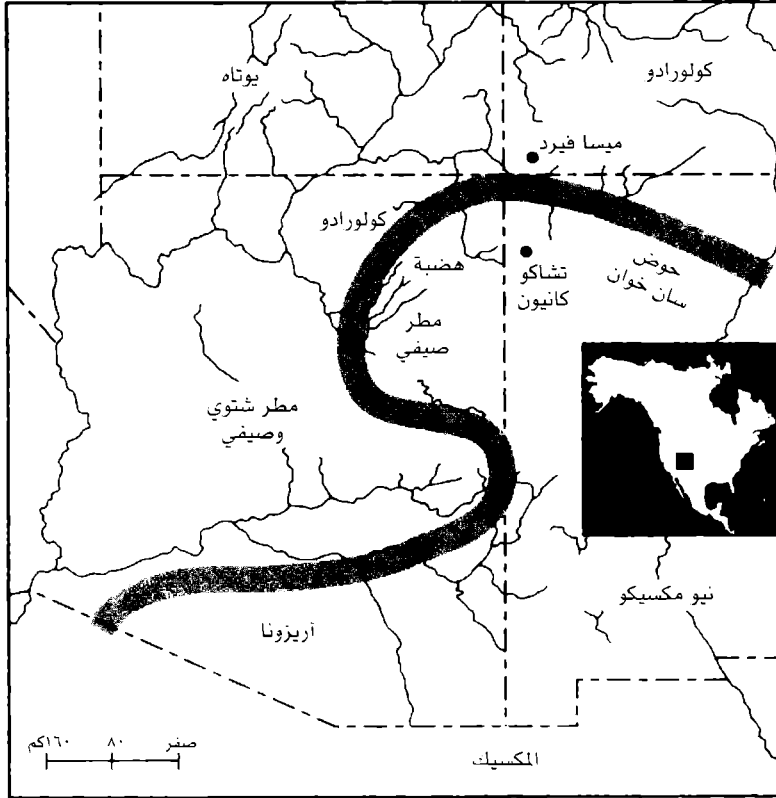 يوتاه
كولورادو
ميسا فيرد
كولورادو
هضبة
تشاكو
كانيون
حوض
سان خوان
مطر
صيفي
مطر شتوي
وصيفي
نيو مكسيكو
آريزونا
صفر ٨٠ ١٦٠كم
المكسيك